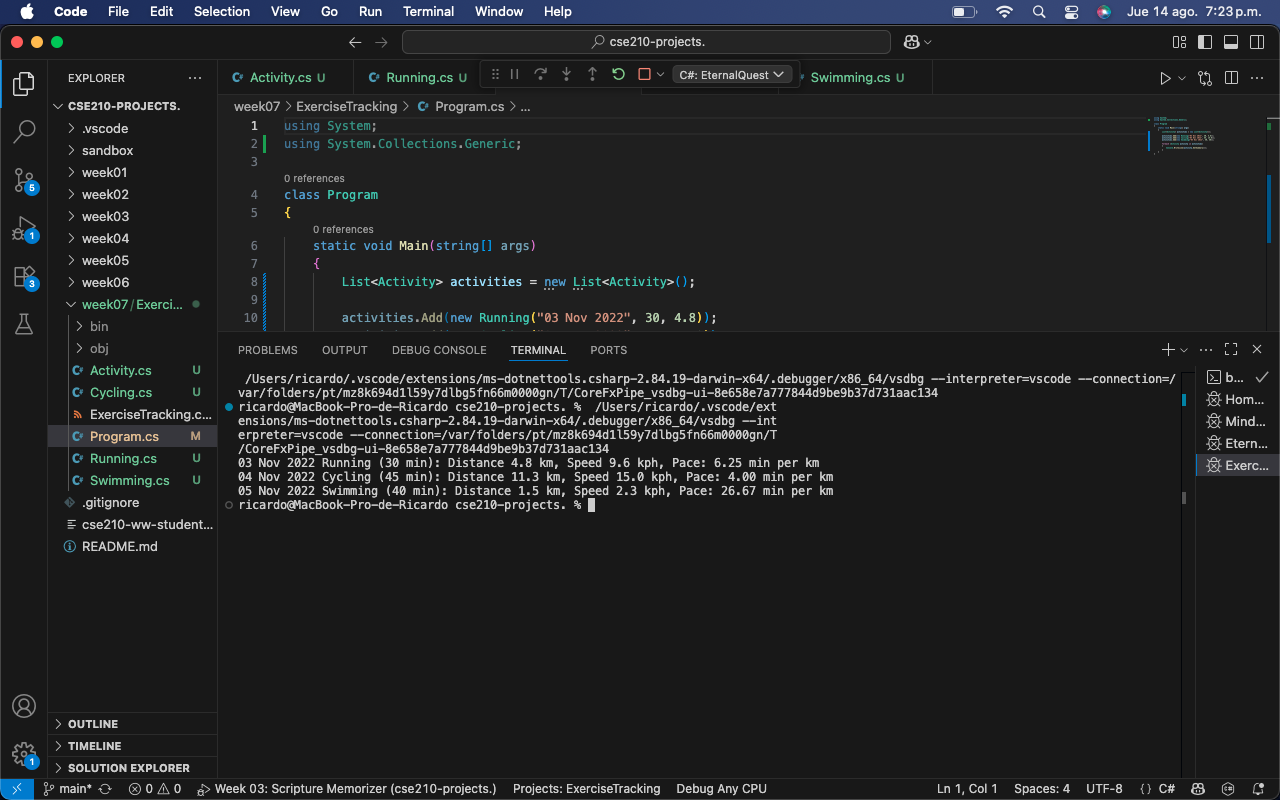 Code File Edit Selection View Go Run Terminal Window Help Jue 14 ago. 7:23 p.m.
cse210-projects.
EXPLORER
Activity.cs U Running.cs U C#: EternalQuest Swimming.cs U
CSE210-PROJECTS.
week07 > ExerciseTracking > Program.cs > ...
.vscode
sandbox
week01
week02
week03
week04
week05
week06
week07/Exerci...
bin
obj
Activity.cs U
Cycling.cs U
ExerciseTracking.c...
Program.cs M
Running.cs U
Swimming.cs U
.gitignore
cse210-ww-student...
README.md
OUTLINE
TIMELINE
SOLUTION EXPLORER
5
1
3
1
1 using System;
2 using System.Collections.Generic;
3
0 references
4 class Program
5 {
0 references
6 static void Main(string[] args)
7 {
8 List<Activity> activities = new List<Activity>();
9
10 activities.Add(new Running("03 Nov 2022", 30, 4.8));
PROBLEMS OUTPUT DEBUG CONSOLE TERMINAL PORTS
/Users/ricardo/.vscode/extensions/ms-dotnettools.csharp-2.84.19-darwin-x64/.debugger/x86_64/vsdbg --interpreter=vscode --connection=/
var/folders/pt/mz8k694d1l59y7dlbg5fn66m0000gn/T/CoreFxPipe_vsdbg-ui-8e658e7a777844d9be9b37d731aac134
ricardo@MacBook-Pro-de-Ricardo cse210-projects. % /Users/ricardo/.vscode/ext
ensions/ms-dotnettools.csharp-2.84.19-darwin-x64/.debugger/x86_64/vsdbg --int
erpreter=vscode --connection=/var/folders/pt/mz8k694d1l59y7dlbg5fn66m0000gn/T
/CoreFxPipe_vsdbg-ui-8e658e7a777844d9be9b37d731aac134
03 Nov 2022 Running (30 min): Distance 4.8 km, Speed 9.6 kph, Pace: 6.25 min per km
04 Nov 2022 Cycling (45 min): Distance 11.3 km, Speed 15.0 kph, Pace: 4.00 min per km
05 Nov 2022 Swimming (40 min): Distance 1.5 km, Speed 2.3 kph, Pace: 26.67 min per km
ricardo@MacBook-Pro-de-Ricardo cse210-projects. %
b...
Hom...
Mind...
Etern...
Exerc...
main* 0 0 Week 03: Scripture Memorizer (cse210-projects.) Projects: ExerciseTracking Debug Any CPU Ln 1, Col 1 Spaces: 4 UTF-8 {} C#